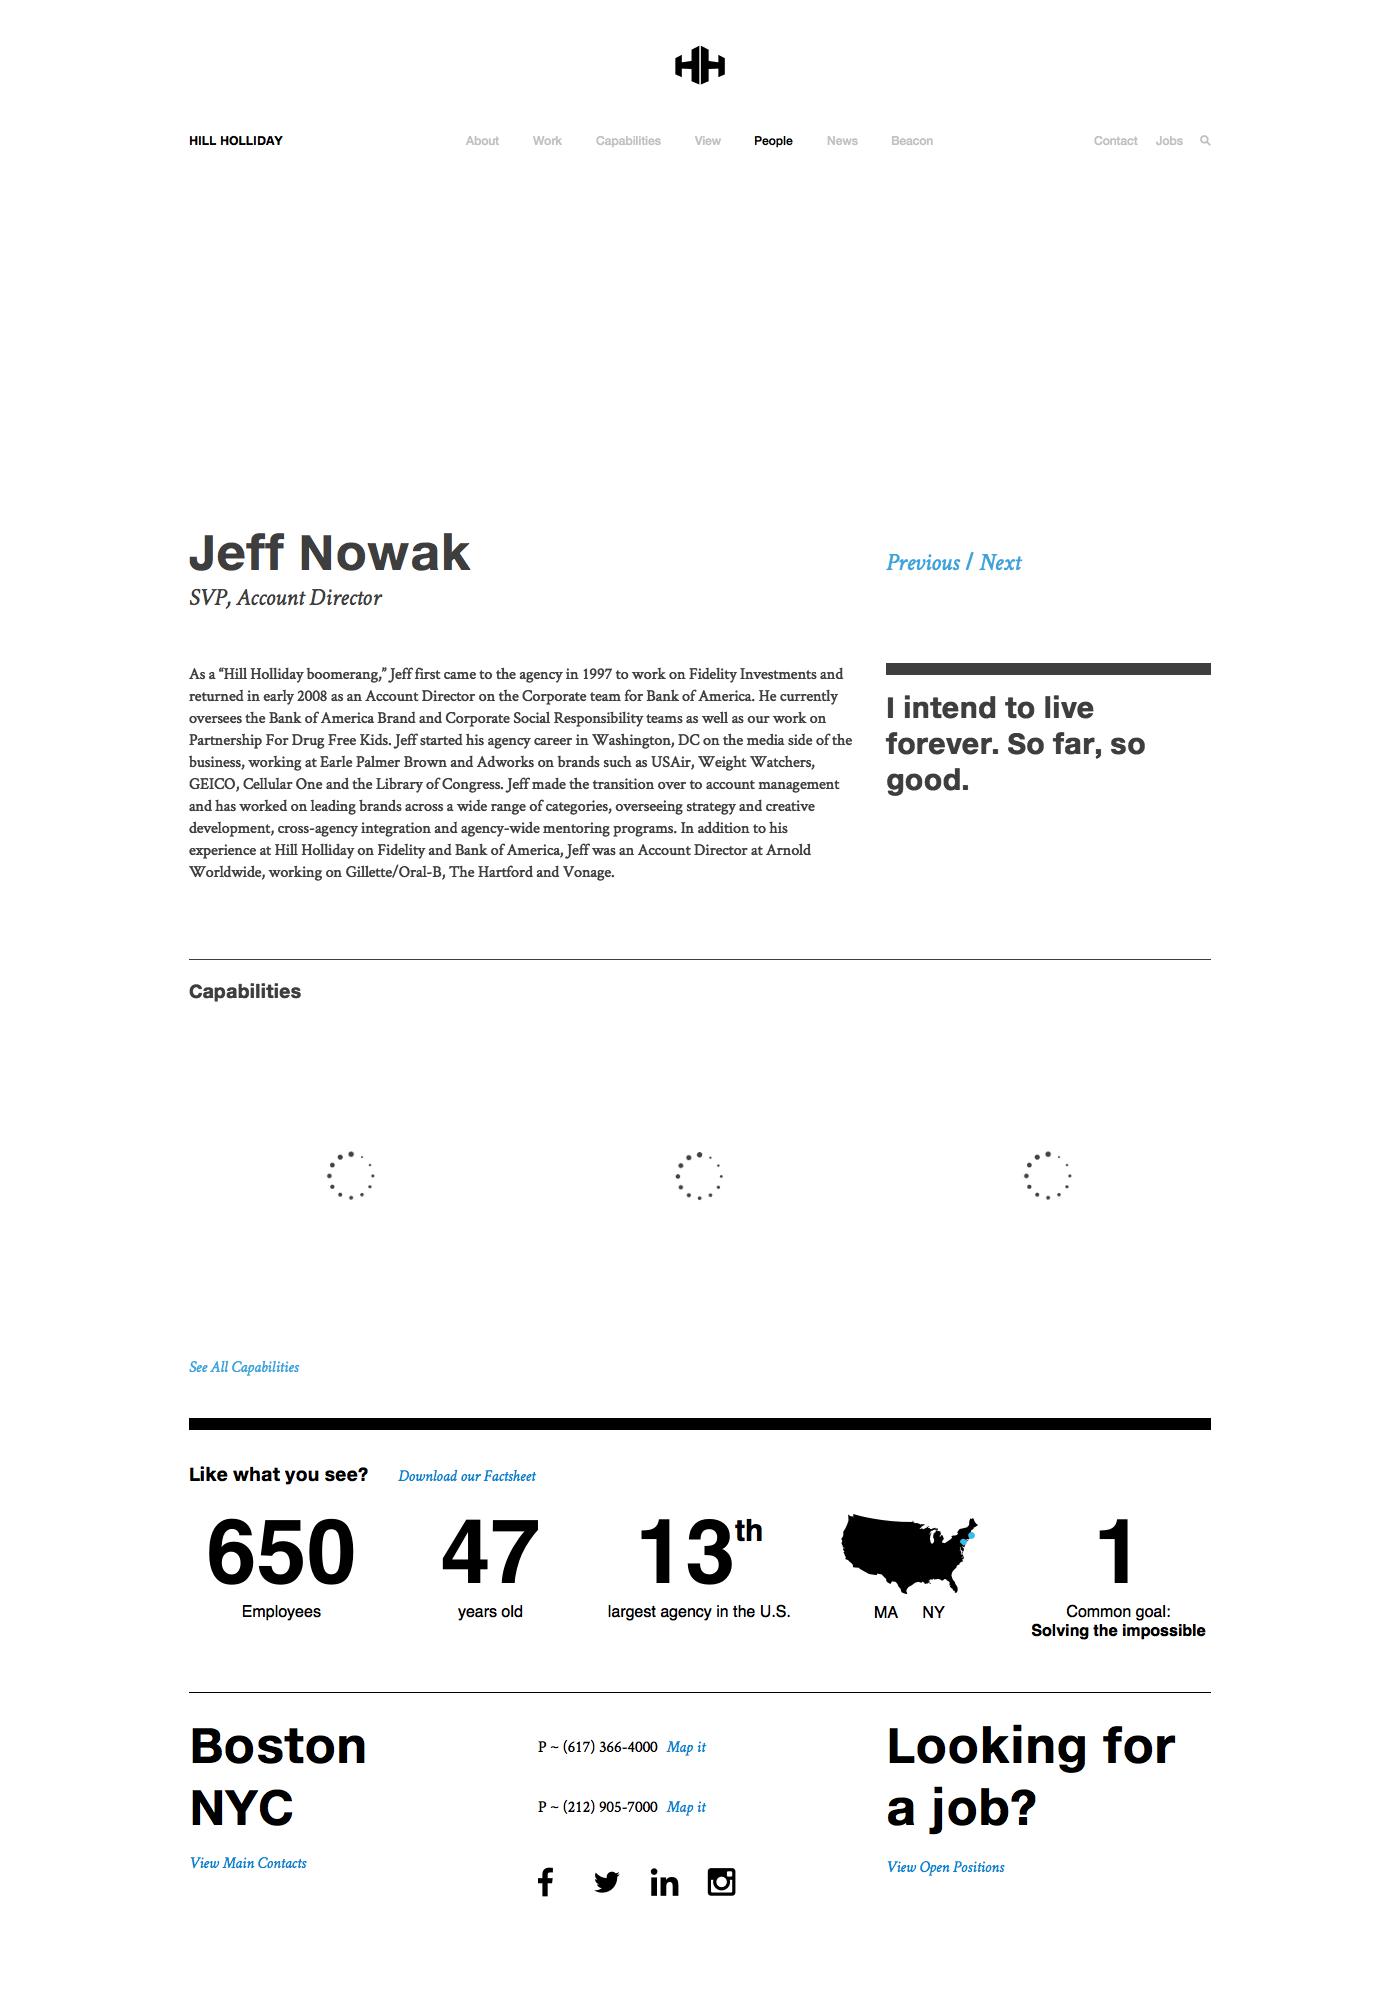 HILL HOLLIDAY
About Work Capabilities View People News Beacon
Contact Jobs
Jeff Nowak
SVP, Account Director
Previous / Next
As a “Hill Holliday boomerang,” Jeff first came to the agency in 1997 to work on Fidelity Investments and
returned in early 2008 as an Account Director on the Corporate team for Bank of America. He currently
oversees the Bank of America Brand and Corporate Social Responsibility teams as well as our work on
Partnership For Drug Free Kids. Jeff started his agency career in Washington, DC on the media side of the
business, working at Earle Palmer Brown and Adworks on brands such as USAir, Weight Watchers,
GEICO, Cellular One and the Library of Congress. Jeff made the transition over to account management
and has worked on leading brands across a wide range of categories, overseeing strategy and creative
development, cross-agency integration and agency-wide mentoring programs. In addition to his
experience at Hill Holliday on Fidelity and Bank of America, Jeff was an Account Director at Arnold
Worldwide, working on Gillette/Oral-B, The Hartford and Vonage.
I intend to live
forever. So far, so
good.
Capabilities
See All Capabilities
Like what you see? Download our Factsheet
650
Employees
47
years old
13th
largest agency in the U.S.
MA NY
1
Common goal:
Solving the impossible
Boston
NYC
View Main Contacts
P ~ (617) 366-4000 Map it
P ~ (212) 905-7000 Map it
Looking for
a job?
View Open Positions